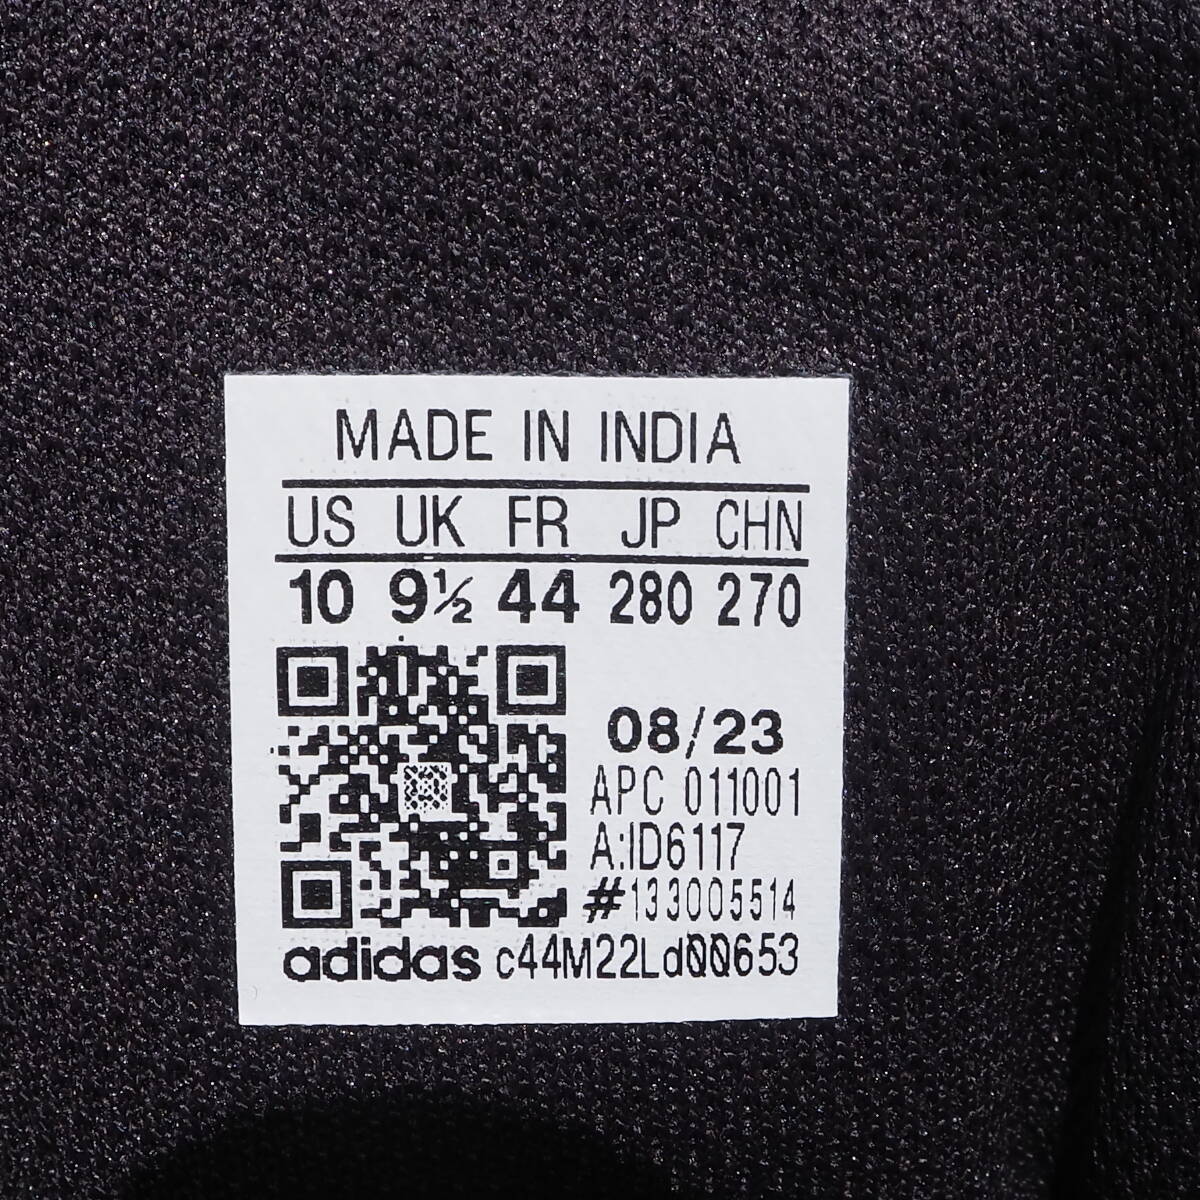 MADE IN INDIA
US UK FR JP CHN
10 9½ 44 280 270
08/23
APC 011001
A:ID6117
#133005514
adidas c44M22Ld00653